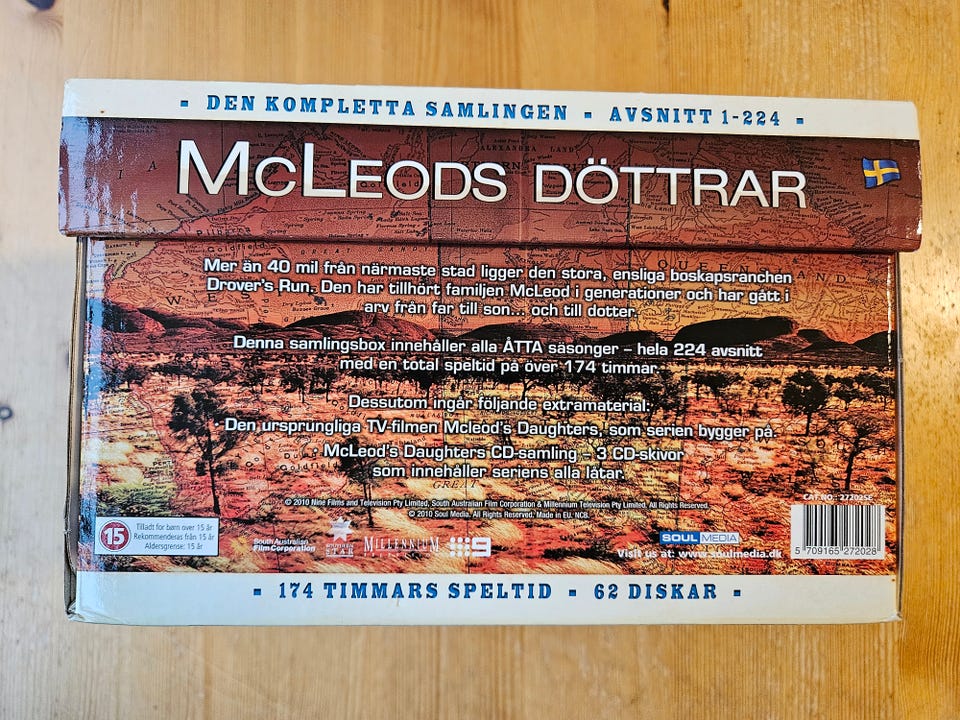 DEN KOMPLETTA SAMLINGEN - AVSNITT 1-224
McLeods döttrar
Mer än 40 mil från närmaste stad ligger den stora, ensliga boskapsranchen
Drover's Run. Den har tillhört familjen McLeod i generationer och har gått i
arv från far till son... och till dotter.
Denna samlingsbox innehåller alla ÅTTA säsonger – hela 224 avsnitt
med en total speltid på över 174 timmar.
Dessutom ingår följande extramaterial:
· Den ursprungliga TV-filmen Mcleod's Daughters, som serien bygger på.
· McLeod's Daughters CD-samling – 3 CD-skivor
som innehåller seriens alla låtar.
© 2010 Nine Films and Television Pty Limited, South Australian Film Corporation & Millennium Television Pty Limited. All Rights Reserved.
© 2010 Soul Media. All Rights Reserved. Made in EU. NCB.
CAT.NO.: 27202SE
15
Tilladt for børn over 15 år
Rekommenderas från 15 år
Aldersgrense: 15 år
South Australian
Film Corporation
SOUTHERN
STAR
MILLENNIUM
9
SOUL MEDIA
Visit us at: www.soulmedia.dk
5 709165 272028
- 174 TIMMARS SPELTID - 62 DISKAR -